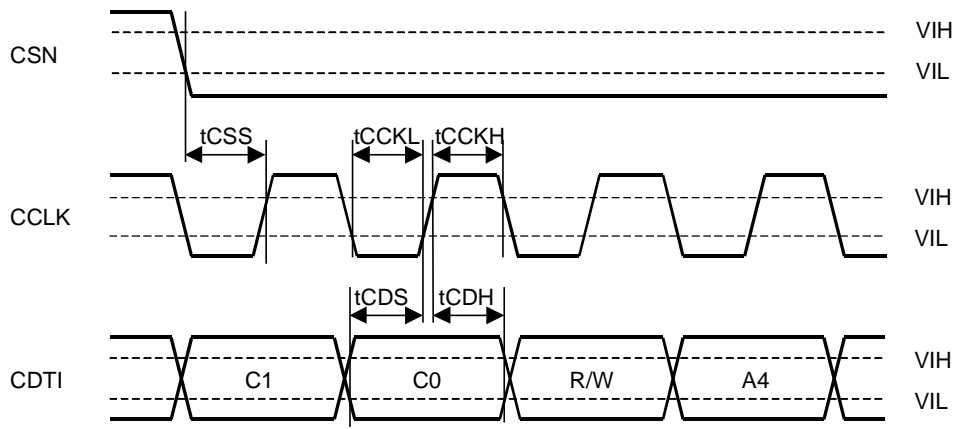 VIH
CSN
VIL
tCSS tCCKL tCCKH
VIH
CCLK
VIL
tCDS tCDH
VIH
CDTI C1 C0 R/W A4
VIL